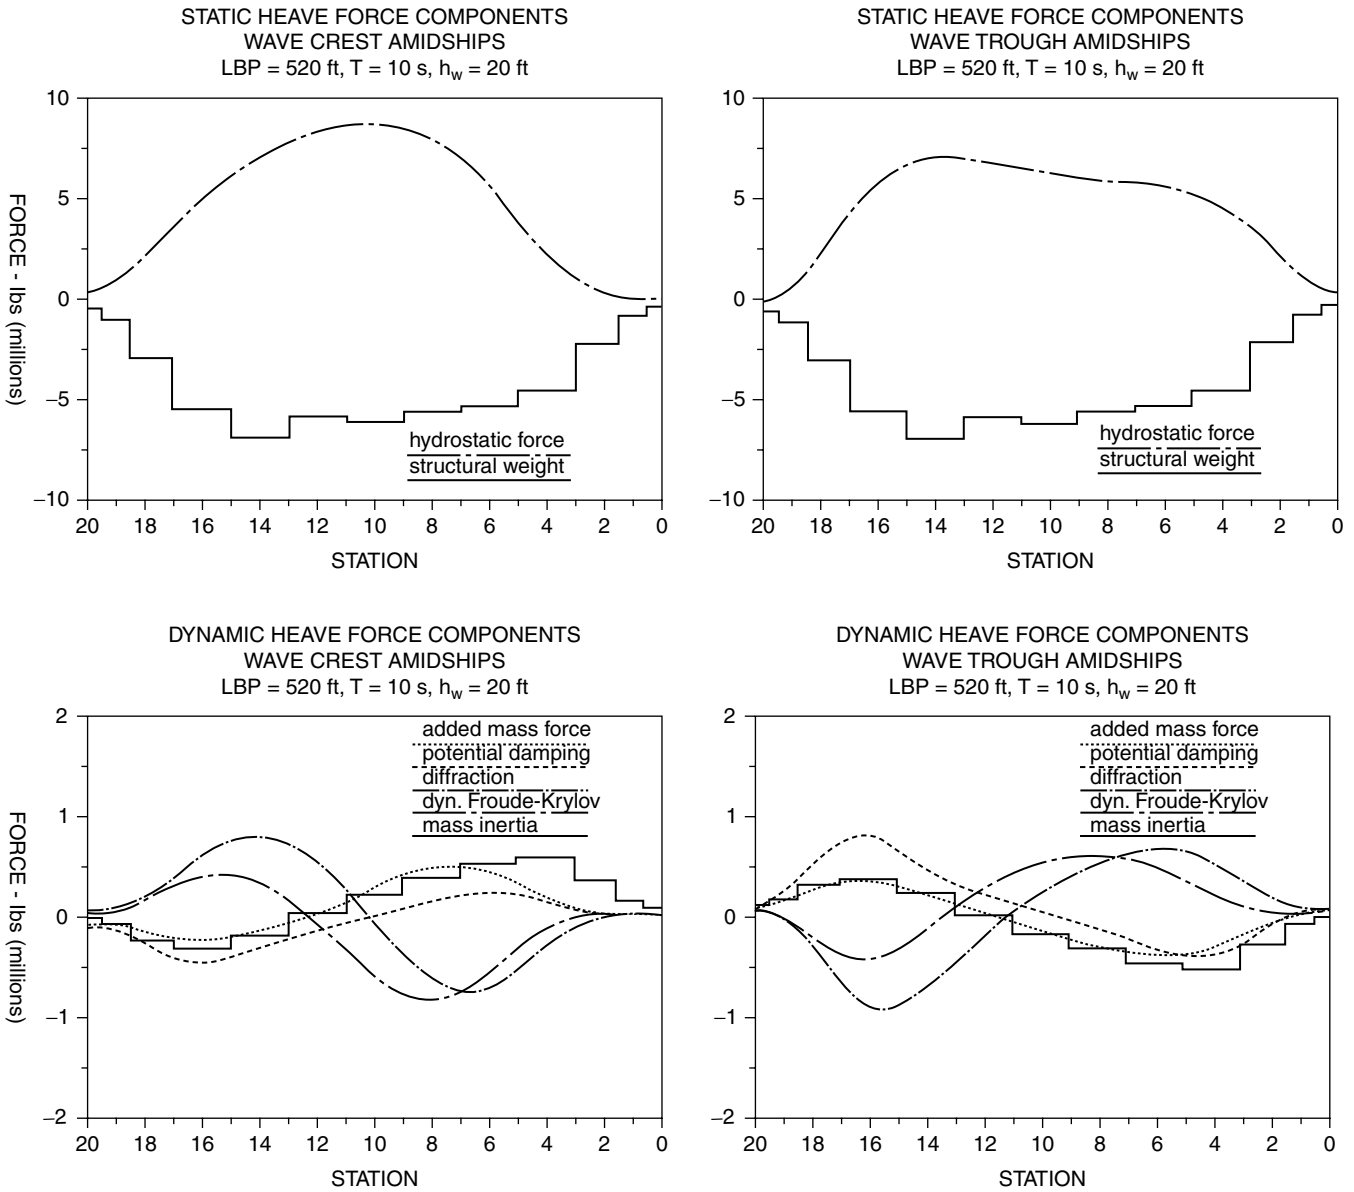 STATIC HEAVE FORCE COMPONENTS
WAVE CREST AMIDSHIPS
LBP = 520 ft, T = 10 s, hw = 20 ft
10
5
0
−5
−10
FORCE - lbs (millions)
hydrostatic force
structural weight
20 18 16 14 12 10 8 6 4 2 0
STATION
STATIC HEAVE FORCE COMPONENTS
WAVE TROUGH AMIDSHIPS
LBP = 520 ft, T = 10 s, hw = 20 ft
10
5
0
−5
−10
hydrostatic force
structural weight
20 18 16 14 12 10 8 6 4 2 0
STATION
DYNAMIC HEAVE FORCE COMPONENTS
WAVE CREST AMIDSHIPS
LBP = 520 ft, T = 10 s, hw = 20 ft
2
1
0
−1
−2
FORCE - lbs (millions)
added mass force
potential damping
diffraction
dyn. Froude-Krylov
mass inertia
20 18 16 14 12 10 8 6 4 2 0
STATION
DYNAMIC HEAVE FORCE COMPONENTS
WAVE TROUGH AMIDSHIPS
LBP = 520 ft, T = 10 s, hw = 20 ft
2
1
0
−1
−2
added mass force
potential damping
diffraction
dyn. Froude-Krylov
mass inertia
20 18 16 14 12 10 8 6 4 2 0
STATION